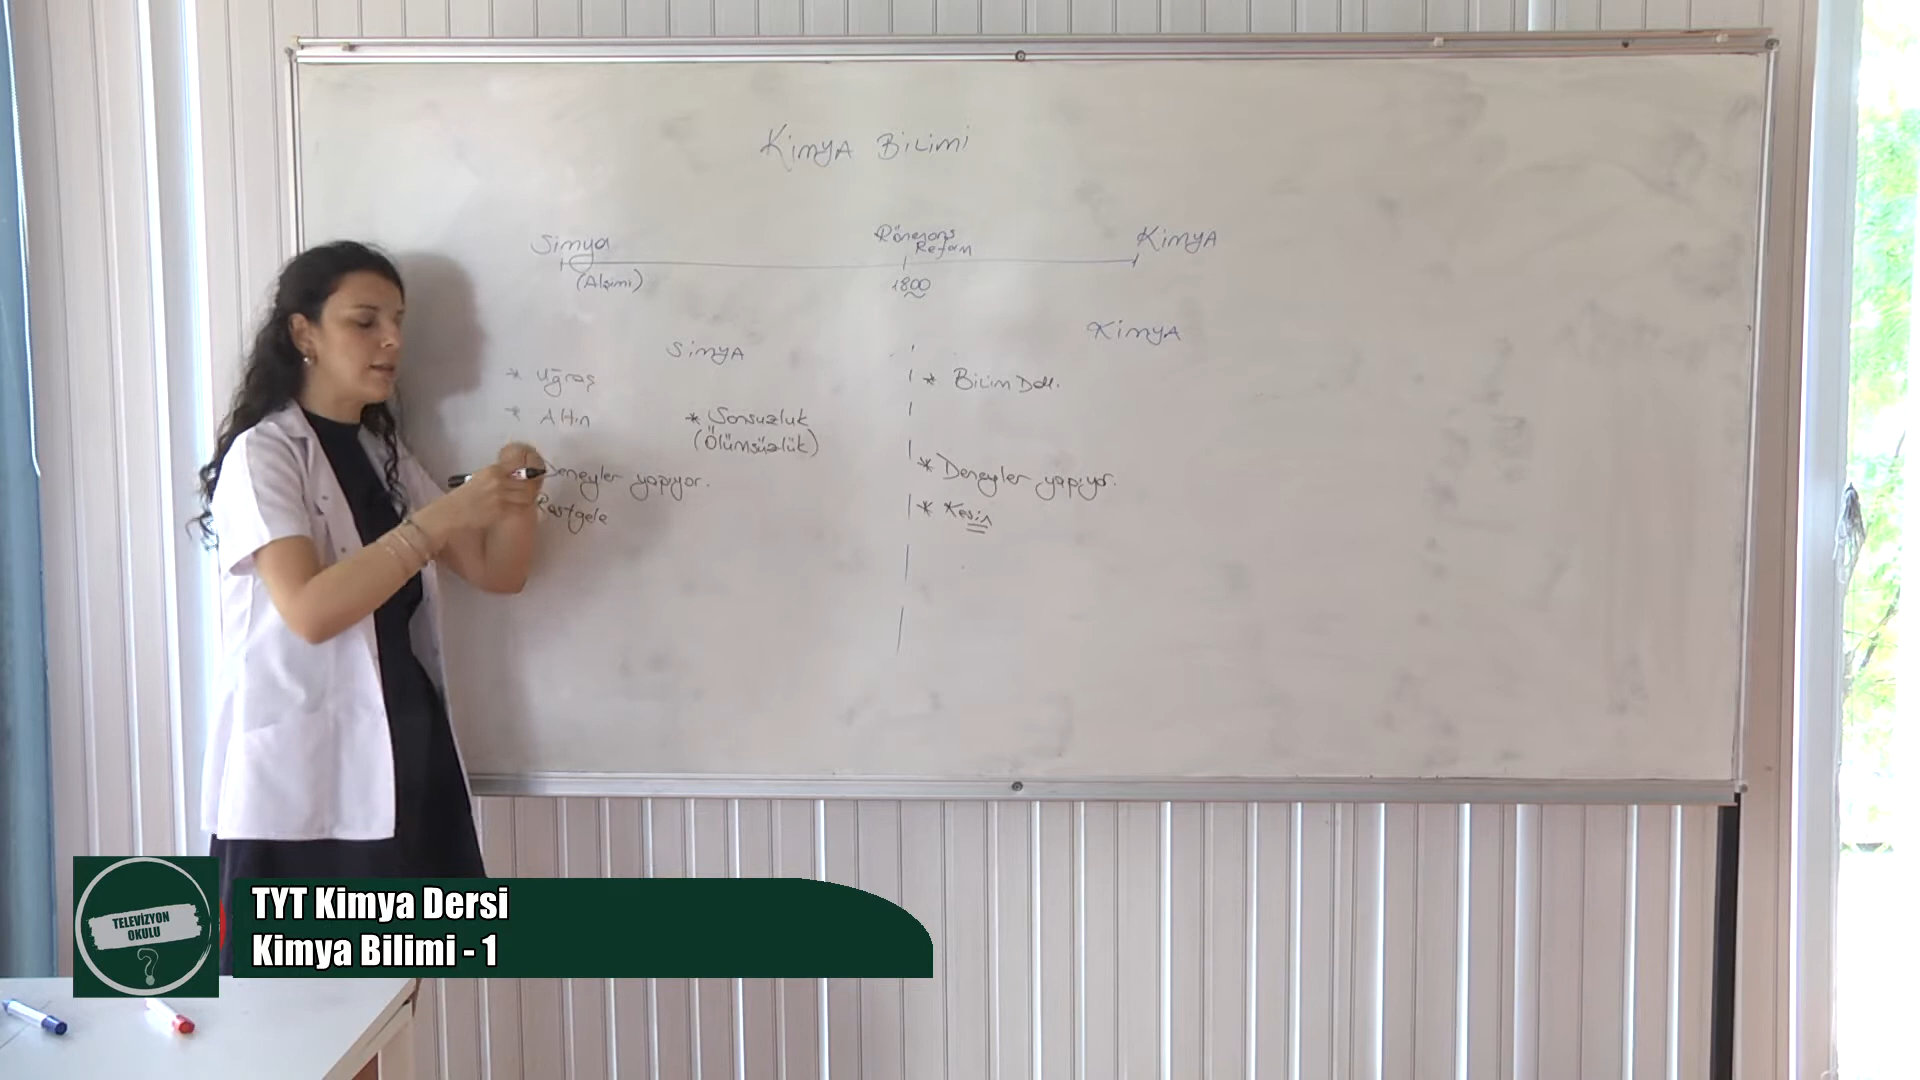 Kimya Bilimi
Simya
Rönesans
Reform
Kimya
(Alşimi)
1800
Simya
Kimya
* Uğraş
* Bilim Dalı.
* Altın
* Sonsuzluk
(Ölümsüzlük)
Deneyler yapıyor.
* Deneyler yapıyor.
Rastgele
* Kesin
TELEVİZYON
OKULU
?
TYT Kimya Dersi
Kimya Bilimi - 1